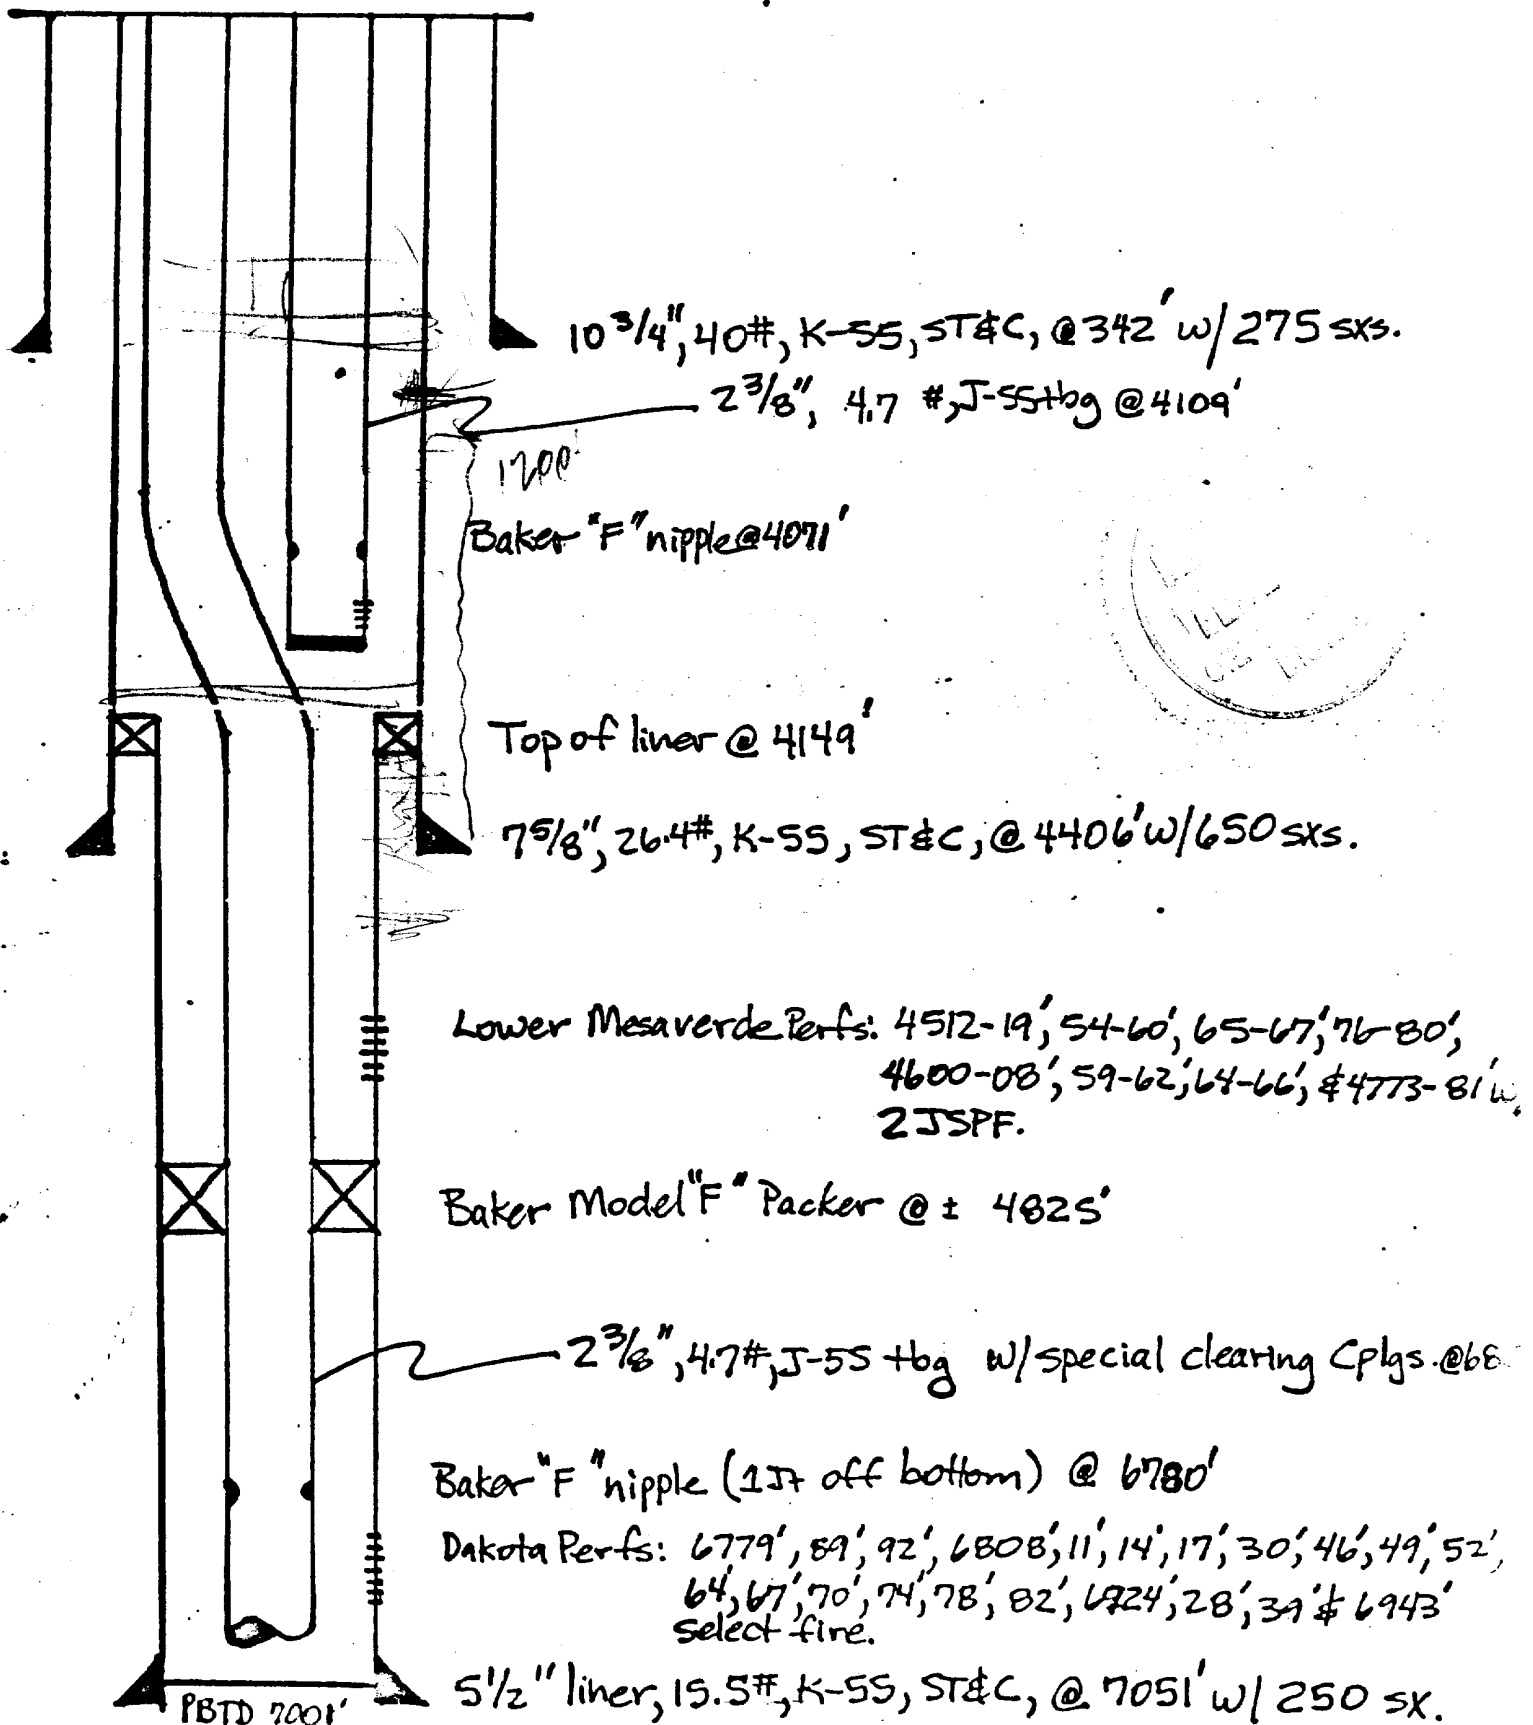 10 3/4", 40#, K-55, ST&C, @ 342' w/ 275 sxs.
2 3/8", 4.7 #, J-55 tbg @ 4109'
1200'
Baker "F" nipple @ 4071'
Top of liner @ 4149'
7 5/8", 26.4#, K-55, ST&C, @ 4406' w/ 650 sxs.
Lower Mesaverde Perfs: 4512-19', 54-60', 65-67', 76-80',
4600-08', 59-62', 64-66', & 4773-81' w/
2 JSPF.
Baker Model "F" Packer @ ± 4825'
2 3/8", 4.7#, J-55 tbg w/ special clearing Cplgs. @ 68
Baker "F" nipple (1 Jt off bottom) @ 6780'
Dakota Perfs: 6779', 89', 92', 6808', 11', 14', 17', 30', 46', 49', 52',
64', 67', 70', 74', 78', 82', 6924', 28', 39' & 6943'
select fire.
5 1/2" liner, 15.5#, K-55, ST&C, @ 7051' w/ 250 sx.
PBTD 7001'